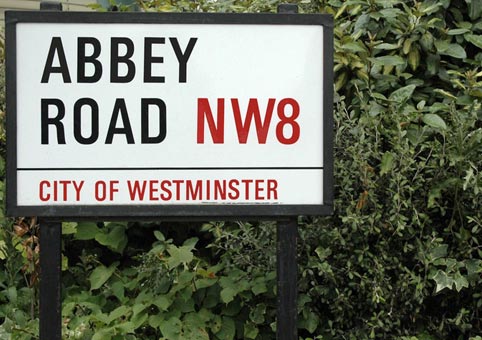 ABBEY
ROAD NW8
CITY OF WESTMINSTER